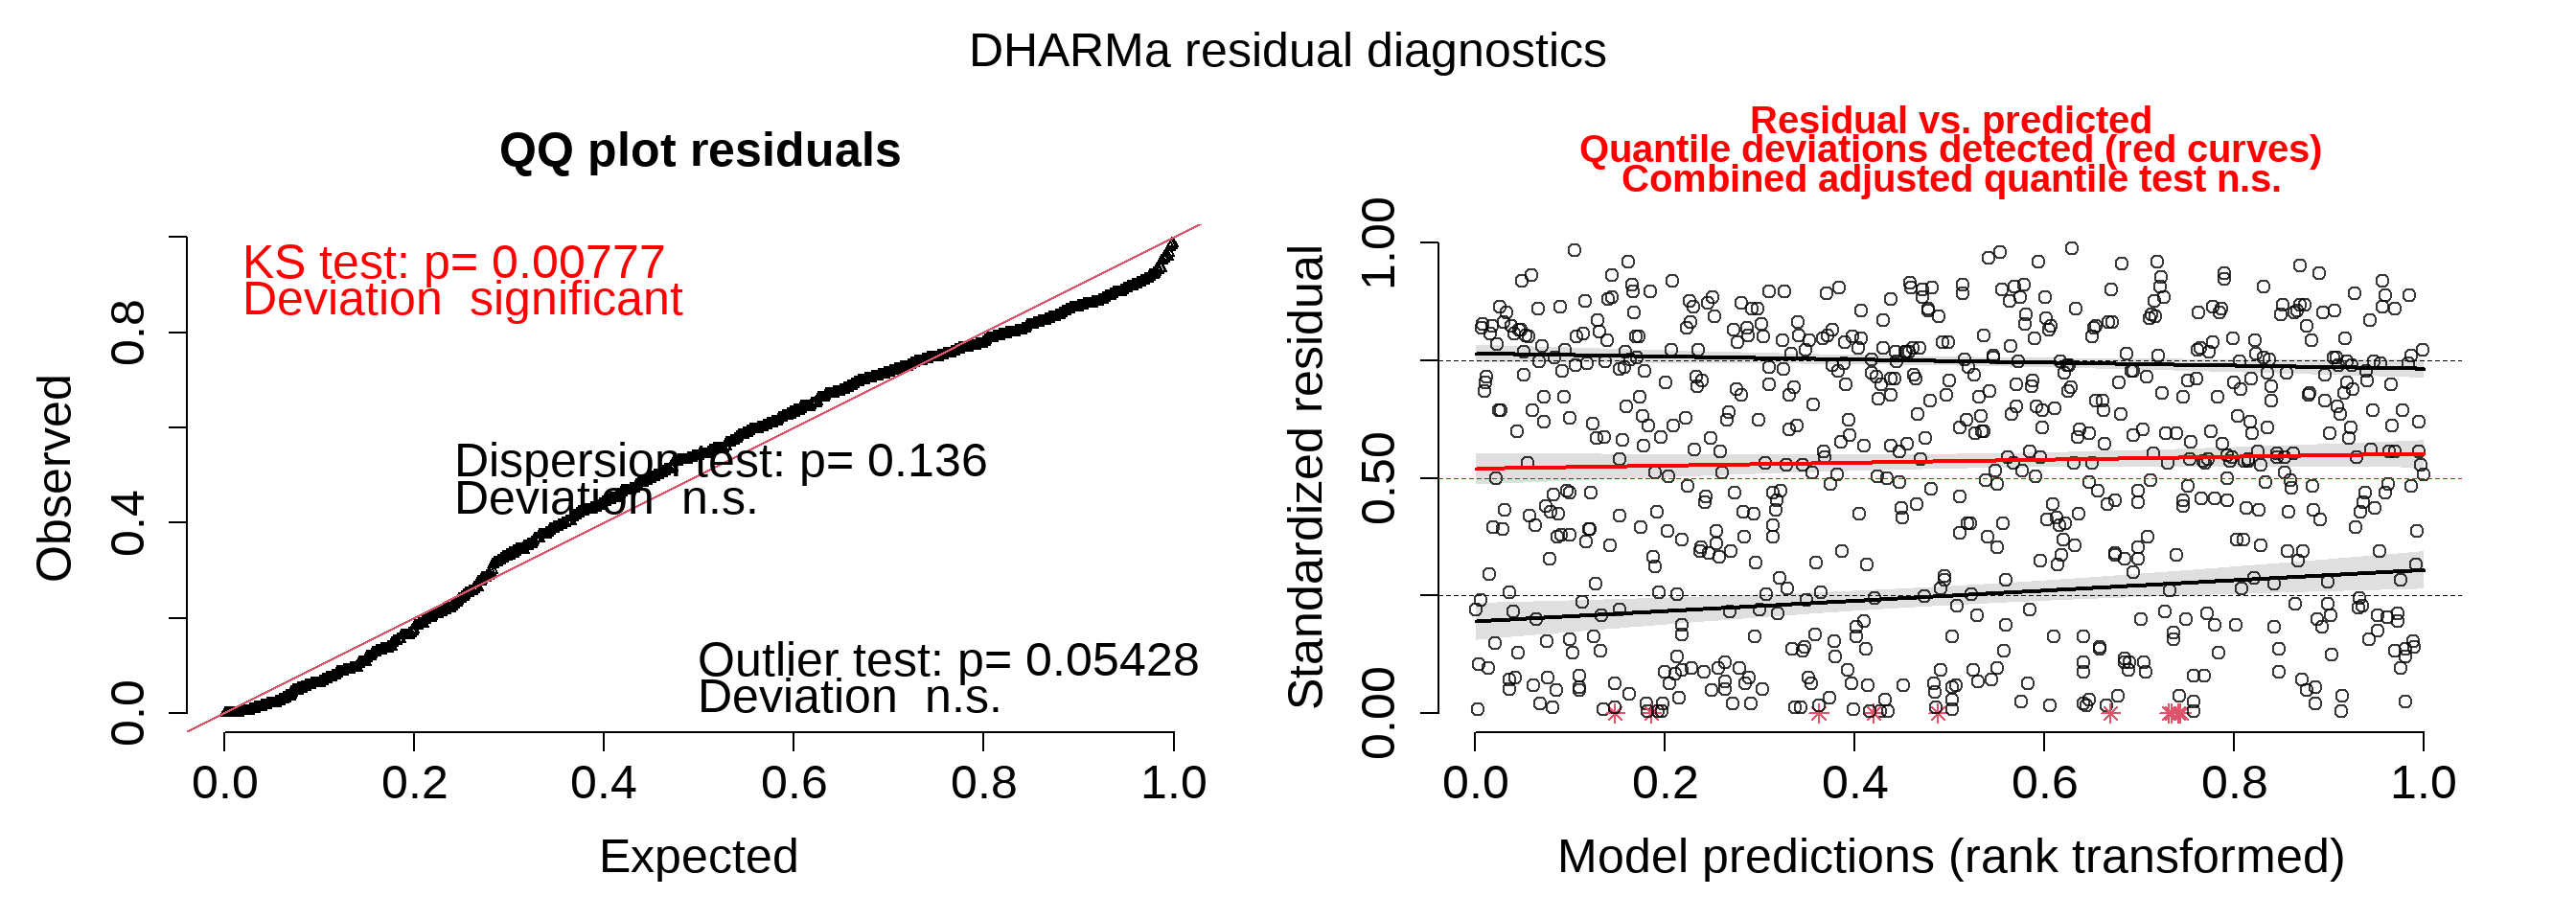 DHARMa residual diagnostics
QQ plot residuals
KS test: p= 0.00777
Deviation  significant
Dispersion test: p= 0.136
Deviation  n.s.
Outlier test: p= 0.05428
Deviation  n.s.
Observed
0.0
0.4
0.8
0.0 0.2 0.4 0.6 0.8 1.0
Expected
Residual vs. predicted
Quantile deviations detected (red curves)
Combined adjusted quantile test n.s.
Standardized residual
0.00
0.50
1.00
0.0 0.2 0.4 0.6 0.8 1.0
Model predictions (rank transformed)